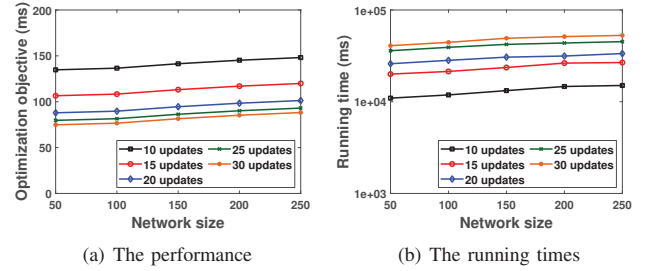 200
150
100
50
0
Optimization objective (ms)
10 updates
15 updates
20 updates
25 updates
30 updates
50 100 150 200 250
Network size
(a) The performance
1e+05
1e+04
1e+03
Running time (ms)
10 updates
15 updates
20 updates
25 updates
30 updates
50 100 150 200 250
Network size
(b) The running times